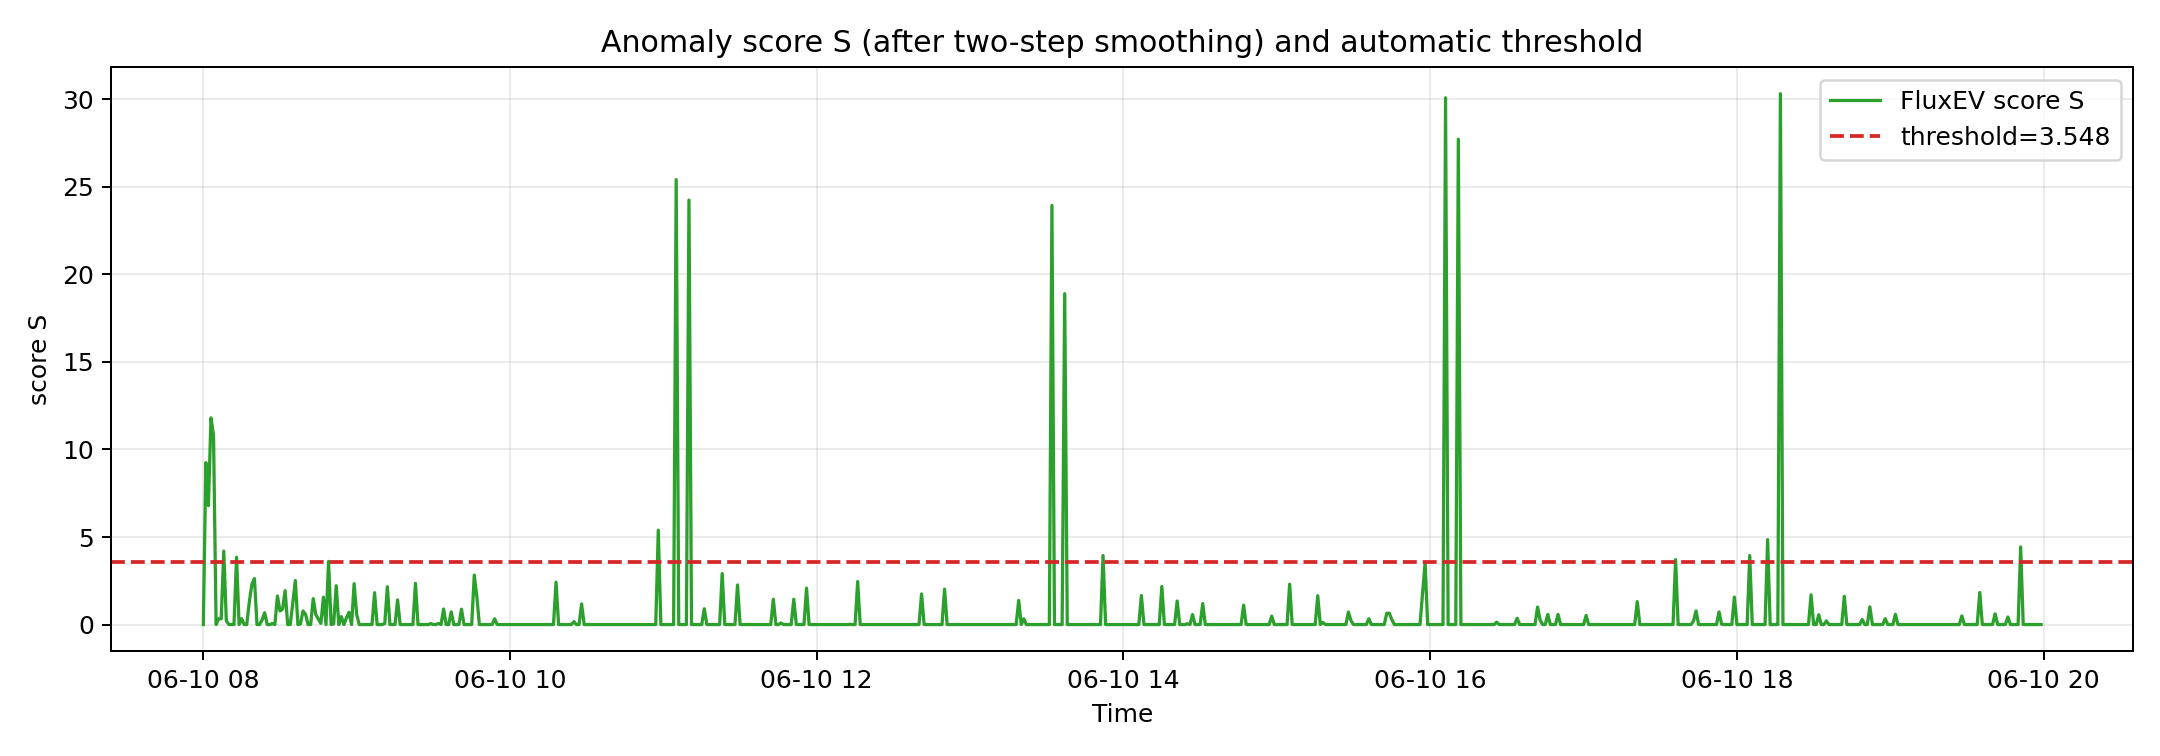 Anomaly score S (after two-step smoothing) and automatic threshold
FluxEV score S
threshold=3.548
score S
30
25
20
15
10
5
0
06-10 08
06-10 10
06-10 12
06-10 14
06-10 16
06-10 18
06-10 20
Time